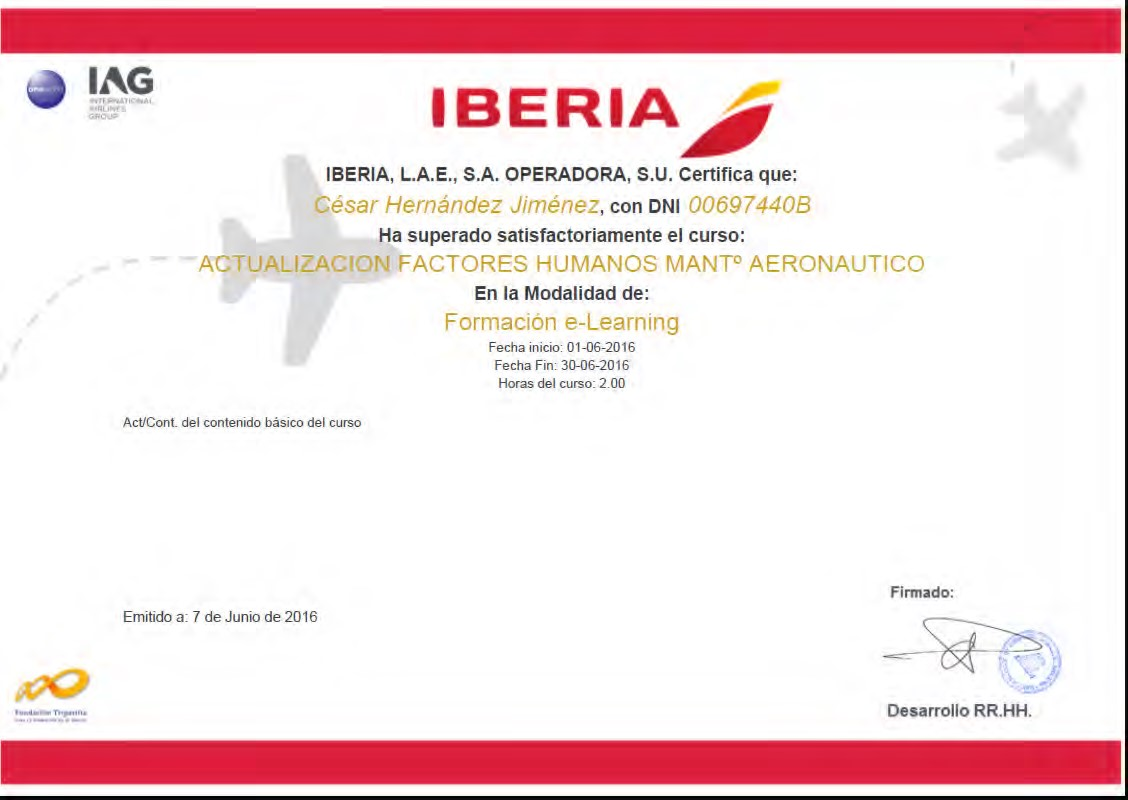 IAG
INTERNATIONAL
AIRLINES
GROUP
IBERIA
IBERIA, L.A.E., S.A. OPERADORA, S.U. Certifica que:
César Hernández Jiménez, con DNI 00697440B
Ha superado satisfactoriamente el curso:
ACTUALIZACION FACTORES HUMANOS MANTº AERONAUTICO
En la Modalidad de:
Formación e-Learning
Fecha inicio: 01-06-2016
Fecha Fin: 30-06-2016
Horas del curso: 2.00
Act/Cont. del contenido básico del curso
Firmado:
Emitido a: 7 de Junio de 2016
Fundación Tripartita
Desarrollo RR.HH.